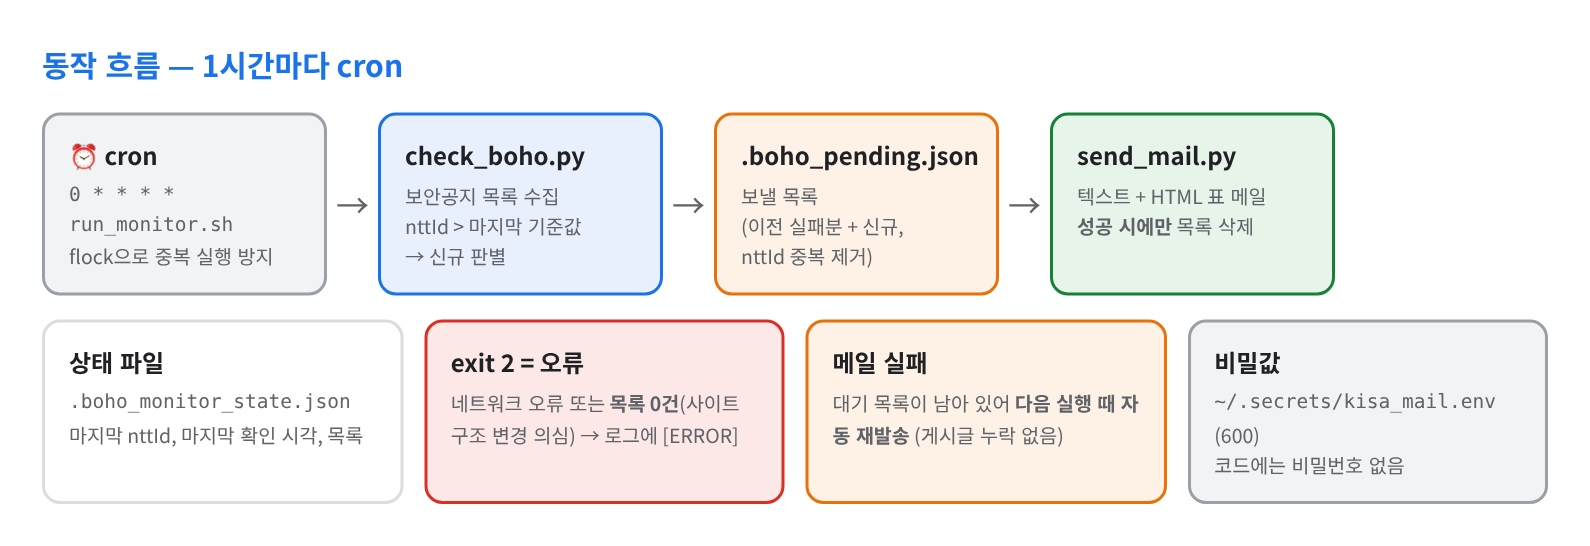 동작 흐름 — 1시간마다 cron
⏰ cron
0 * * * *
run_monitor.sh
flock으로 중복 실행 방지
→
check_boho.py
보안공지 목록 수집
nttId > 마지막 기준값
→ 신규 판별
→
.boho_pending.json
보낼 목록
(이전 실패분 + 신규,
nttId 중복 제거)
→
send_mail.py
텍스트 + HTML 표 메일
성공 시에만 목록 삭제
상태 파일
.boho_monitor_state.json
마지막 nttId, 마지막 확인 시각, 목록
exit 2 = 오류
네트워크 오류 또는 목록 0건(사이트
구조 변경 의심) → 로그에 [ERROR]
메일 실패
대기 목록이 남아 있어 다음 실행 때 자
동 재발송 (게시글 누락 없음)
비밀값
~/.secrets/kisa_mail.env
(600)
코드에는 비밀번호 없음